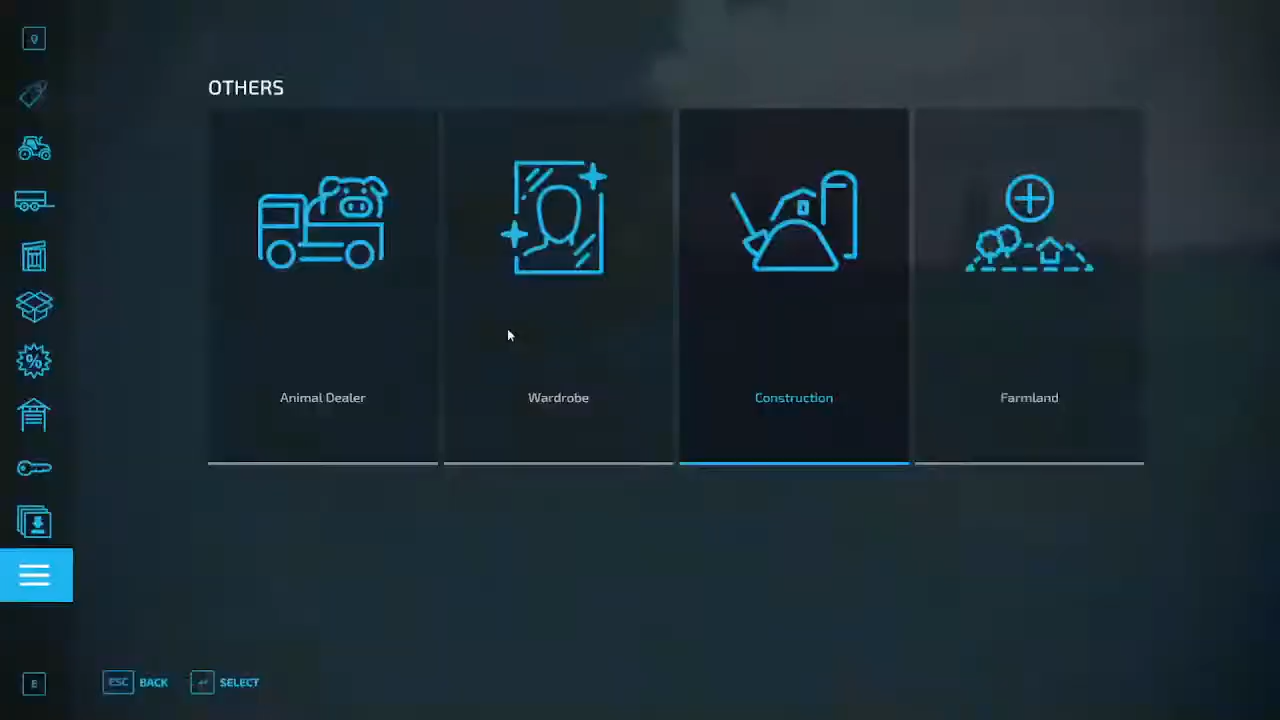 OTHERS
Animal Dealer
Wardrobe
Construction
Farmland
%
ESC BACK SELECT